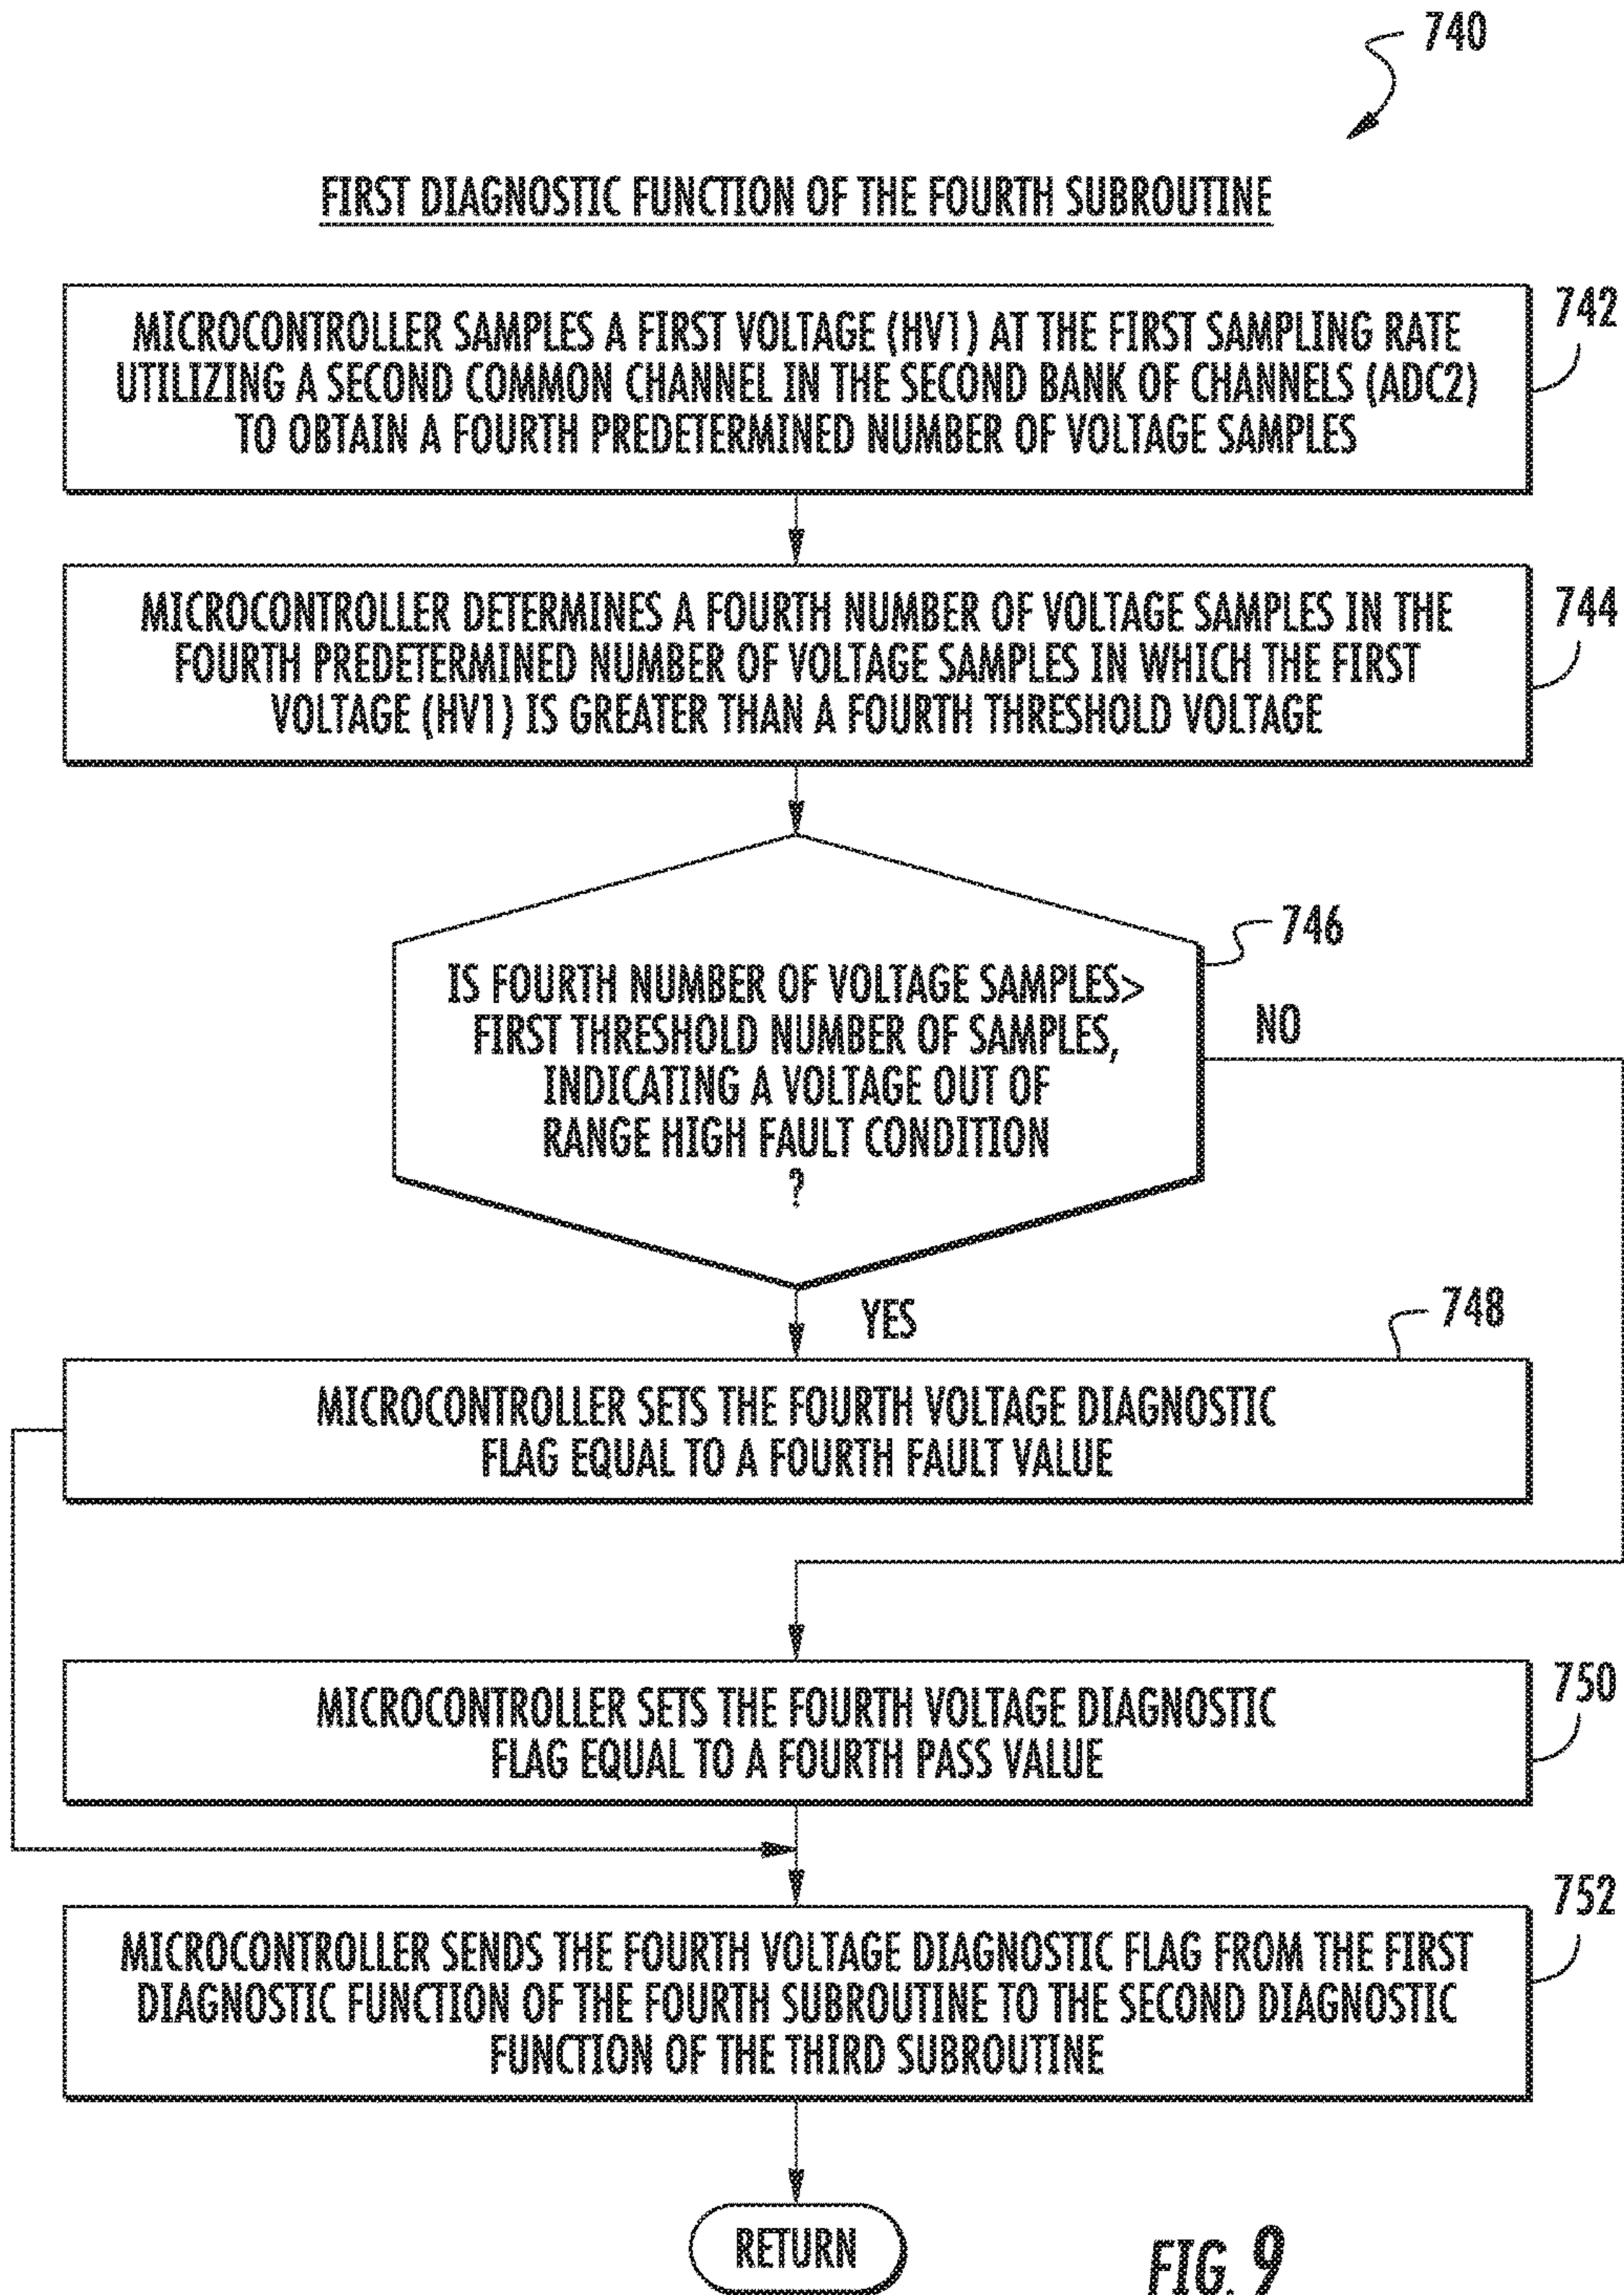 740
FIRST DIAGNOSTIC FUNCTION OF THE FOURTH SUBROUTINE
742
MICROCONTROLLER SAMPLES A FIRST VOLTAGE (HV1) AT THE FIRST SAMPLING RATE
UTILIZING A SECOND COMMON CHANNEL IN THE SECOND BANK OF CHANNELS (ADC2)
TO OBTAIN A FOURTH PREDETERMINED NUMBER OF VOLTAGE SAMPLES
744
MICROCONTROLLER DETERMINES A FOURTH NUMBER OF VOLTAGE SAMPLES IN THE
FOURTH PREDETERMINED NUMBER OF VOLTAGE SAMPLES IN WHICH THE FIRST
VOLTAGE (HV1) IS GREATER THAN A FOURTH THRESHOLD VOLTAGE
746
IS FOURTH NUMBER OF VOLTAGE SAMPLES>
FIRST THRESHOLD NUMBER OF SAMPLES,
INDICATING A VOLTAGE OUT OF
RANGE HIGH FAULT CONDITION
?
NO
YES
748
MICROCONTROLLER SETS THE FOURTH VOLTAGE DIAGNOSTIC
FLAG EQUAL TO A FOURTH FAULT VALUE
750
MICROCONTROLLER SETS THE FOURTH VOLTAGE DIAGNOSTIC
FLAG EQUAL TO A FOURTH PASS VALUE
752
MICROCONTROLLER SENDS THE FOURTH VOLTAGE DIAGNOSTIC FLAG FROM THE FIRST
DIAGNOSTIC FUNCTION OF THE FOURTH SUBROUTINE TO THE SECOND DIAGNOSTIC
FUNCTION OF THE THIRD SUBROUTINE
RETURN
FIG. 9